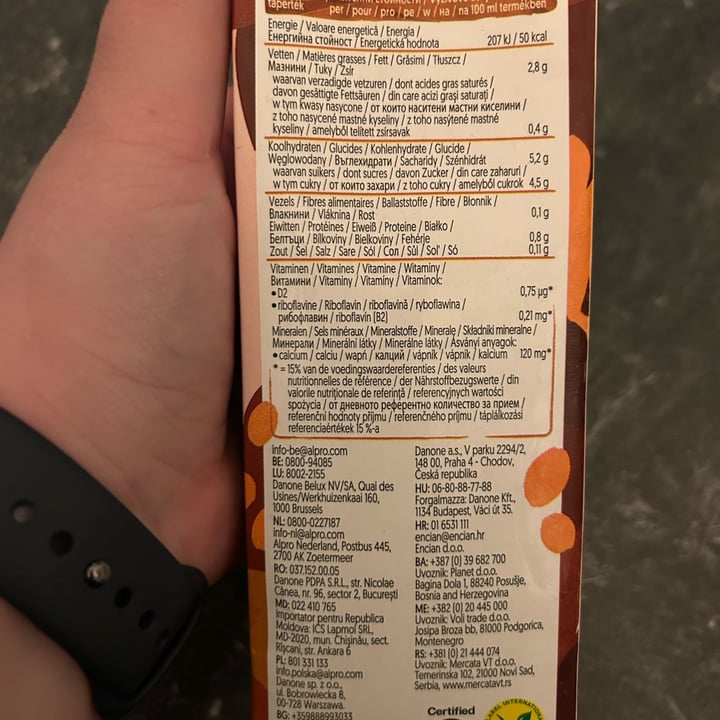 taperték
per / pour / pro / pe / w / на / na 100 ml termékben
Energie / Valoare energetică / Energia /
Енергийна стойност / Energetická hodnota
207 kJ / 50 kcal
Vetten / Matières grasses / Fett / Grăsimi / Tłuszcz /
Мазнини / Tuky / Zsír
2,8 g
waarvan verzadigde vetzuren / dont acides gras saturés /
davon gesättigte Fettsäuren / din care acizi grași saturați /
w tym kwasy nasycone / от които наситени мастни киселини /
z toho nasycené mastné kyseliny / z toho nasýtené mastné
kyseliny / amelyből telített zsírsavak
0,4 g
Koolhydraten / Glucides / Kohlenhydrate / Glucide /
Węglowodany / Въглехидрати / Sacharidy / Szénhidrát
5,2 g
waarvan suikers / dont sucres / davon Zucker / din care zaharuri /
w tym cukry / от които захари / z toho cukry / amelyből cukrok 4,5 g
Vezels / Fibres alimentaires / Ballaststoffe / Fibre / Błonnik /
Влакнини / Vláknina / Rost
0,1 g
Eiwitten / Protéines / Eiweiß / Proteine / Białko /
Белтъци / Bílkoviny / Bielkoviny / Fehérje
0,8 g
Zout / Sel / Salz / Sare / Sól / Сол / Sůl / Soľ / Só
0,11 g
Vitaminen / Vitamines / Vitamine / Witaminy /
Витамини / Vitaminy / Vitamíny / Vitaminok:
• D2
0,75 µg*
• riboflavine / Riboflavin / riboflavină / ryboflawina /
рибофлавин / riboflavín (B2)
0,21 mg*
Mineralen / Sels minéraux / Mineralstoffe / Minerale / Składniki mineralne /
Минерали / Minerální látky / Minerálne látky / Ásványi anyagok:
• calcium / calciu / wapń / калций / vápník / vápnik / kalcium 120 mg*
* = 15% van de voedingswaardereferenties / des valeurs
nutritionnelles de référence / der Nährstoffbezugswerte / din
valorile nutriționale de referință / referencyjnych wartości
spożycia / от дневното референтно количество за прием /
referenční hodnoty příjmu / referenčného príjmu / táplálkozási
referenciaértékek 15 %-a
info-be@alpro.com
BE: 0800-94085
LU: 8002-2155
Danone Belux NV/SA, Quai des
Usines/Werkhuizenkaai 160,
1000 Brussels
NL: 0800-0227187
info-nl@alpro.com
Alpro Nederland, Postbus 445,
2700 AK Zoetermeer
RO: 037.152.00.05
Danone PDPA S.R.L., str. Nicolae
Cânea, nr. 96, sector 2, București
MD: 022 410 765
Importator pentru Republica
Moldova: ICS Lapmol SRL,
MD-2020, mun. Chișinău, sect.
Rîșcani, str. Ankara 6
PL: 801 331 133
info.polska@alpro.com
Danone sp. z o.o.,
ul. Bobrowiecka 8,
00-728 Warszawa.
BG: +359888993033
Danone a.s., V parku 2294/2,
148 00, Praha 4 - Chodov,
Česká republika
HU: 06-80-88-77-88
Forgalmazza: Danone Kft.,
1134 Budapest, Váci út 35.
HR: 01 6531 111
encian@encian.hr
Encian d.o.o.
BA: +387 (0) 39 682 700
Uvoznik: Planet d.o.o.
Bagina Dola 1, 88240 Posušje,
Bosnia and Herzegovina
ME: +382 (0) 20 445 000
Uvoznik: Voli trade d.o.o.
Josipa Broza bb, 81000 Podgorica,
Montenegro
RS: +381 (0) 21 444 074
Uvoznik: Mercata VT d.o.o.
Temerinska 102, 21000 Novi Sad,
Serbia, www.mercatavt.rs
Certified